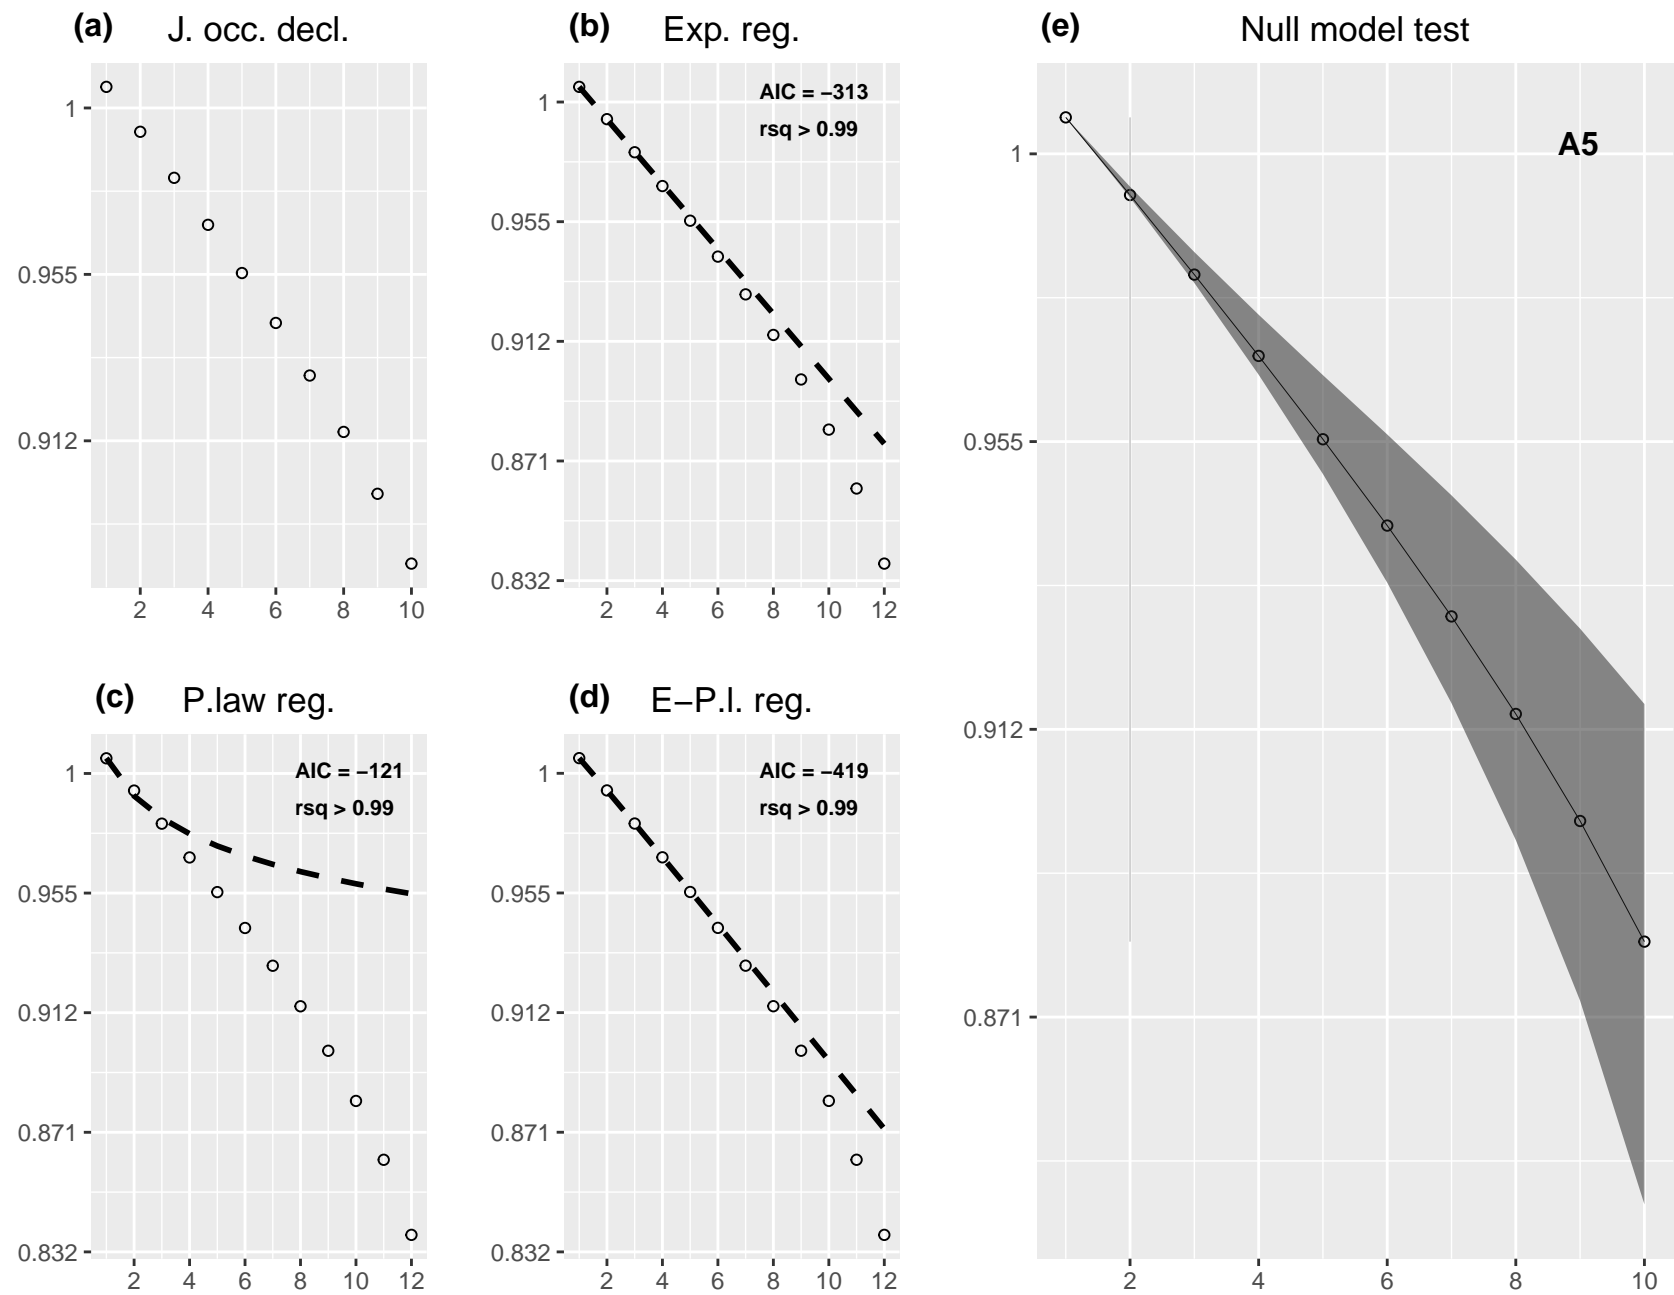 (a) J. occ. decl.
1
0.955
0.912
2 4 6 8 10
(b) Exp. reg.
AIC = −313
rsq > 0.99
1
0.955
0.912
0.871
0.832
2 4 6 8 10 12
(c) P.law reg.
AIC = −121
rsq > 0.99
1
0.955
0.912
0.871
0.832
2 4 6 8 10 12
(d) E−P.l. reg.
AIC = −419
rsq > 0.99
1
0.955
0.912
0.871
0.832
2 4 6 8 10 12
(e) Null model test
A5
1
0.955
0.912
0.871
2 4 6 8 10